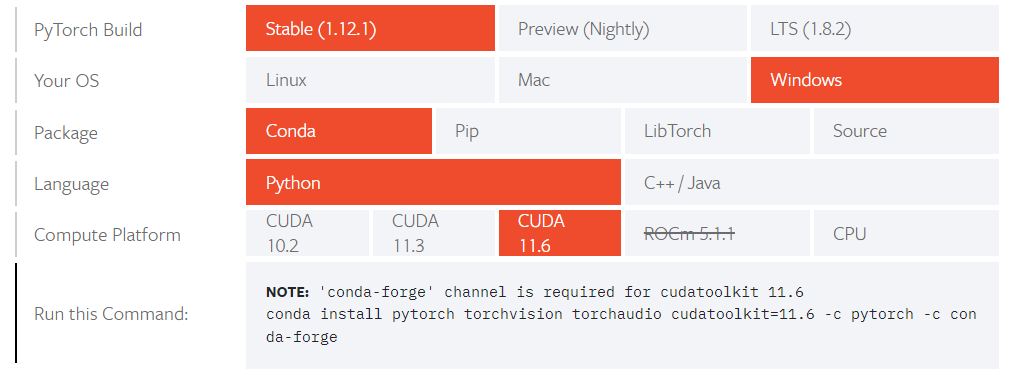 PyTorch Build
Stable (1.12.1)
Preview (Nightly)
LTS (1.8.2)
Your OS
Linux
Mac
Windows
Package
Conda
Pip
LibTorch
Source
Language
Python
C++ / Java
Compute Platform
CUDA
10.2
CUDA
11.3
CUDA
11.6
ROCm 5.1.1
CPU
Run this Command:
NOTE: 'conda-forge' channel is required for cudatoolkit 11.6
conda install pytorch torchvision torchaudio cudatoolkit=11.6 -c pytorch -c con
da-forge